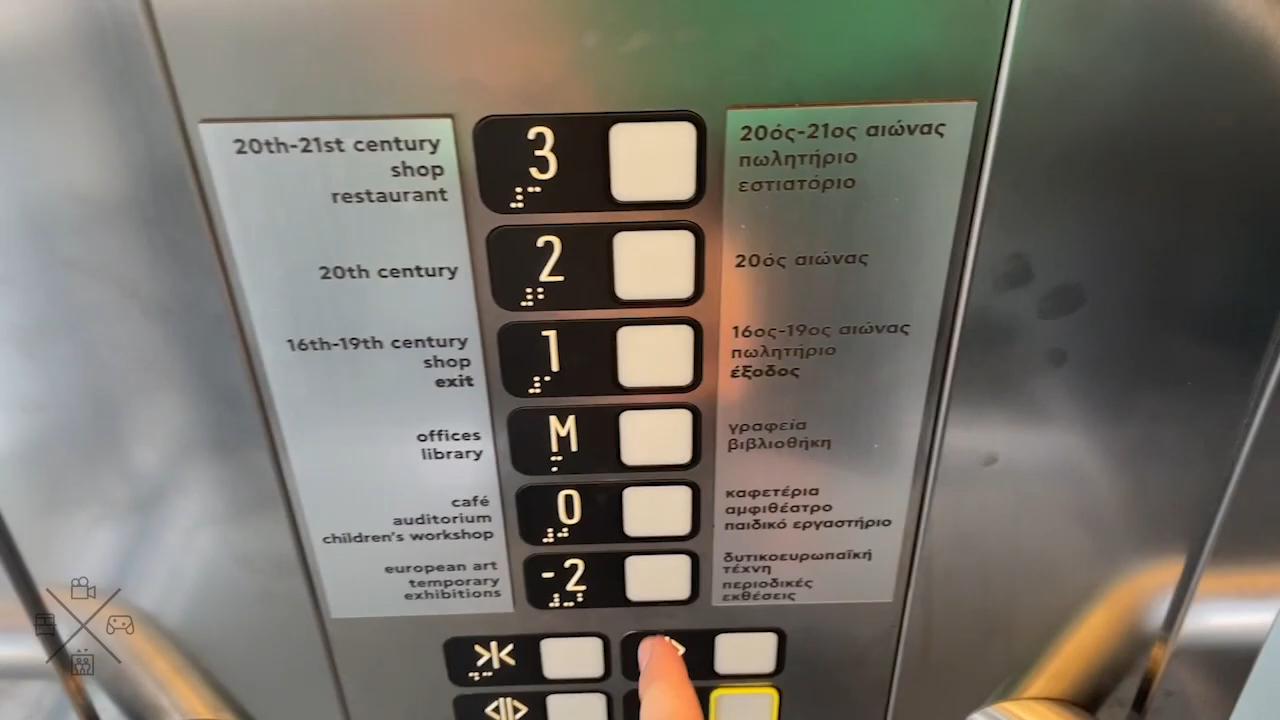 20th-21st century
shop
restaurant
3
20ός-21ος αιώνας
πωλητήριο
εστιατόριο
20th century
2
20ός αιώνας
16th-19th century
shop
exit
1
16ος-19ος αιώνας
πωλητήριο
έξοδος
offices
library
M
γραφεία
βιβλιοθήκη
café
auditorium
children's workshop
0
καφετέρια
αμφιθέατρο
παιδικό εργαστήριο
european art
temporary
exhibitions
-2
δυτικοευρωπαϊκή
τέχνη
περιοδικές
εκθέσεις